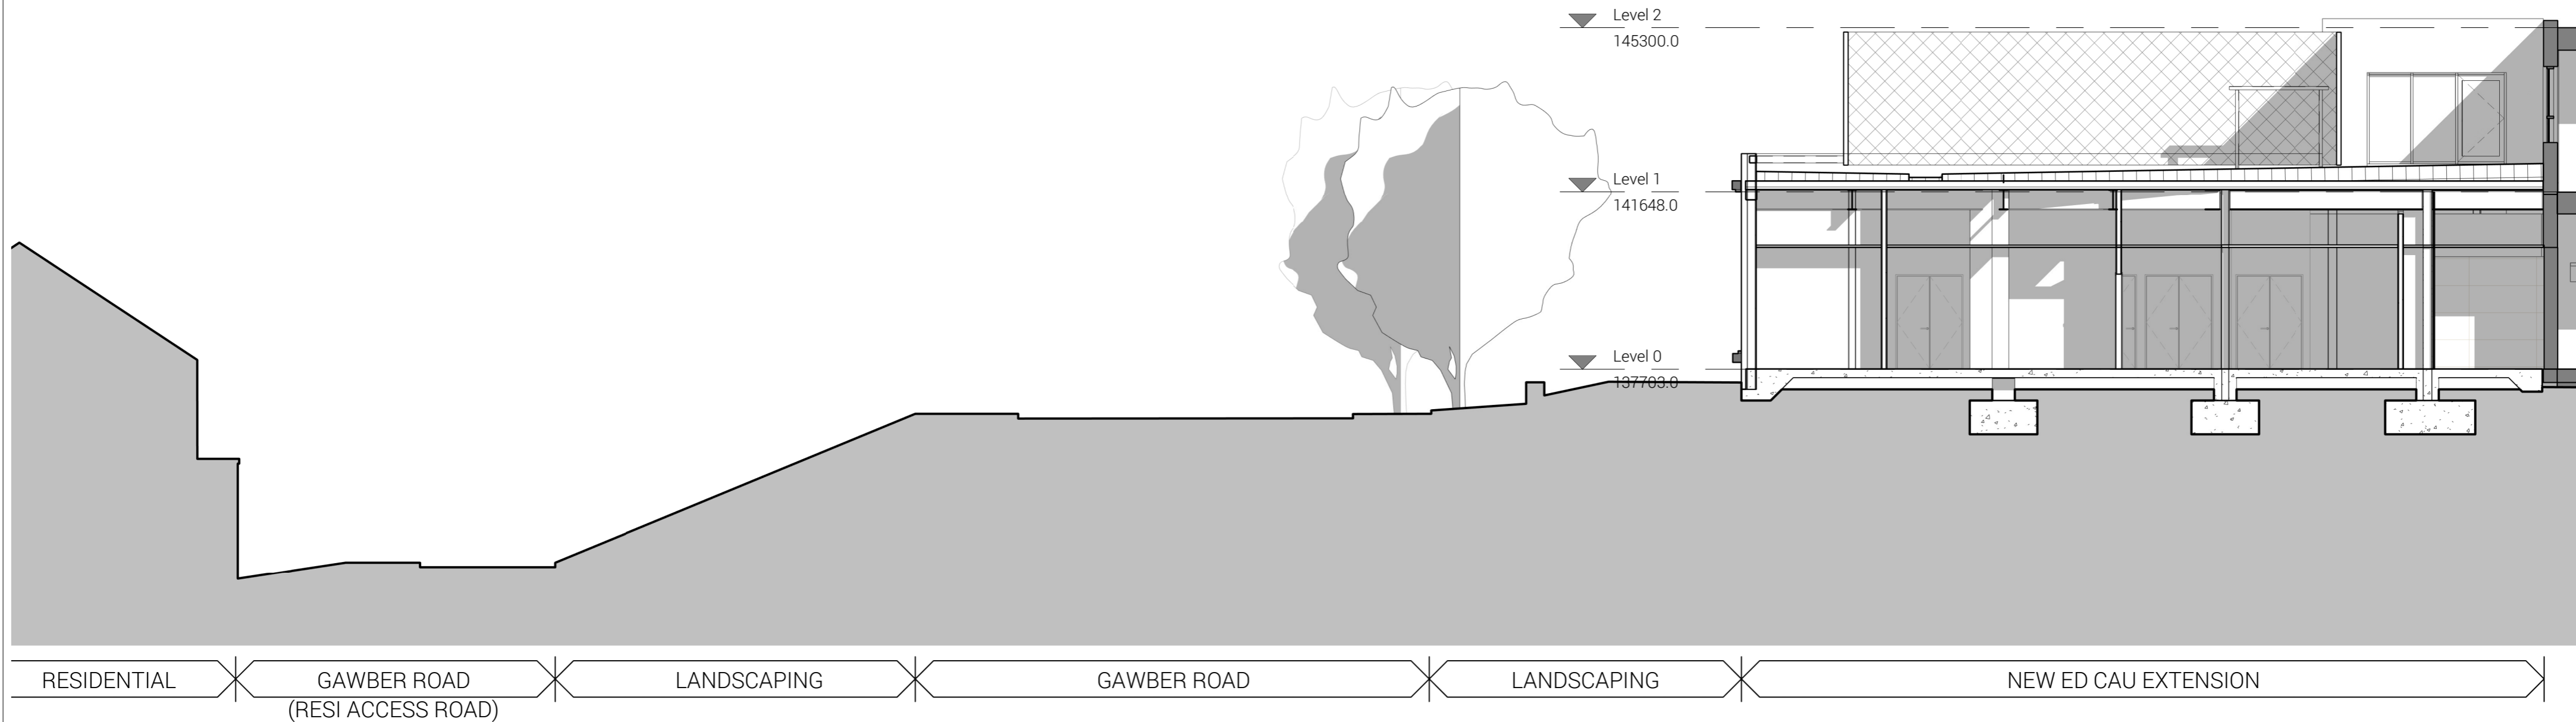 Level 2
145300.0
Level 1
141648.0
Level 0
137703.0
RESIDENTIAL
GAWBER ROAD
(RESI ACCESS ROAD)
LANDSCAPING
GAWBER ROAD
LANDSCAPING
NEW ED CAU EXTENSION